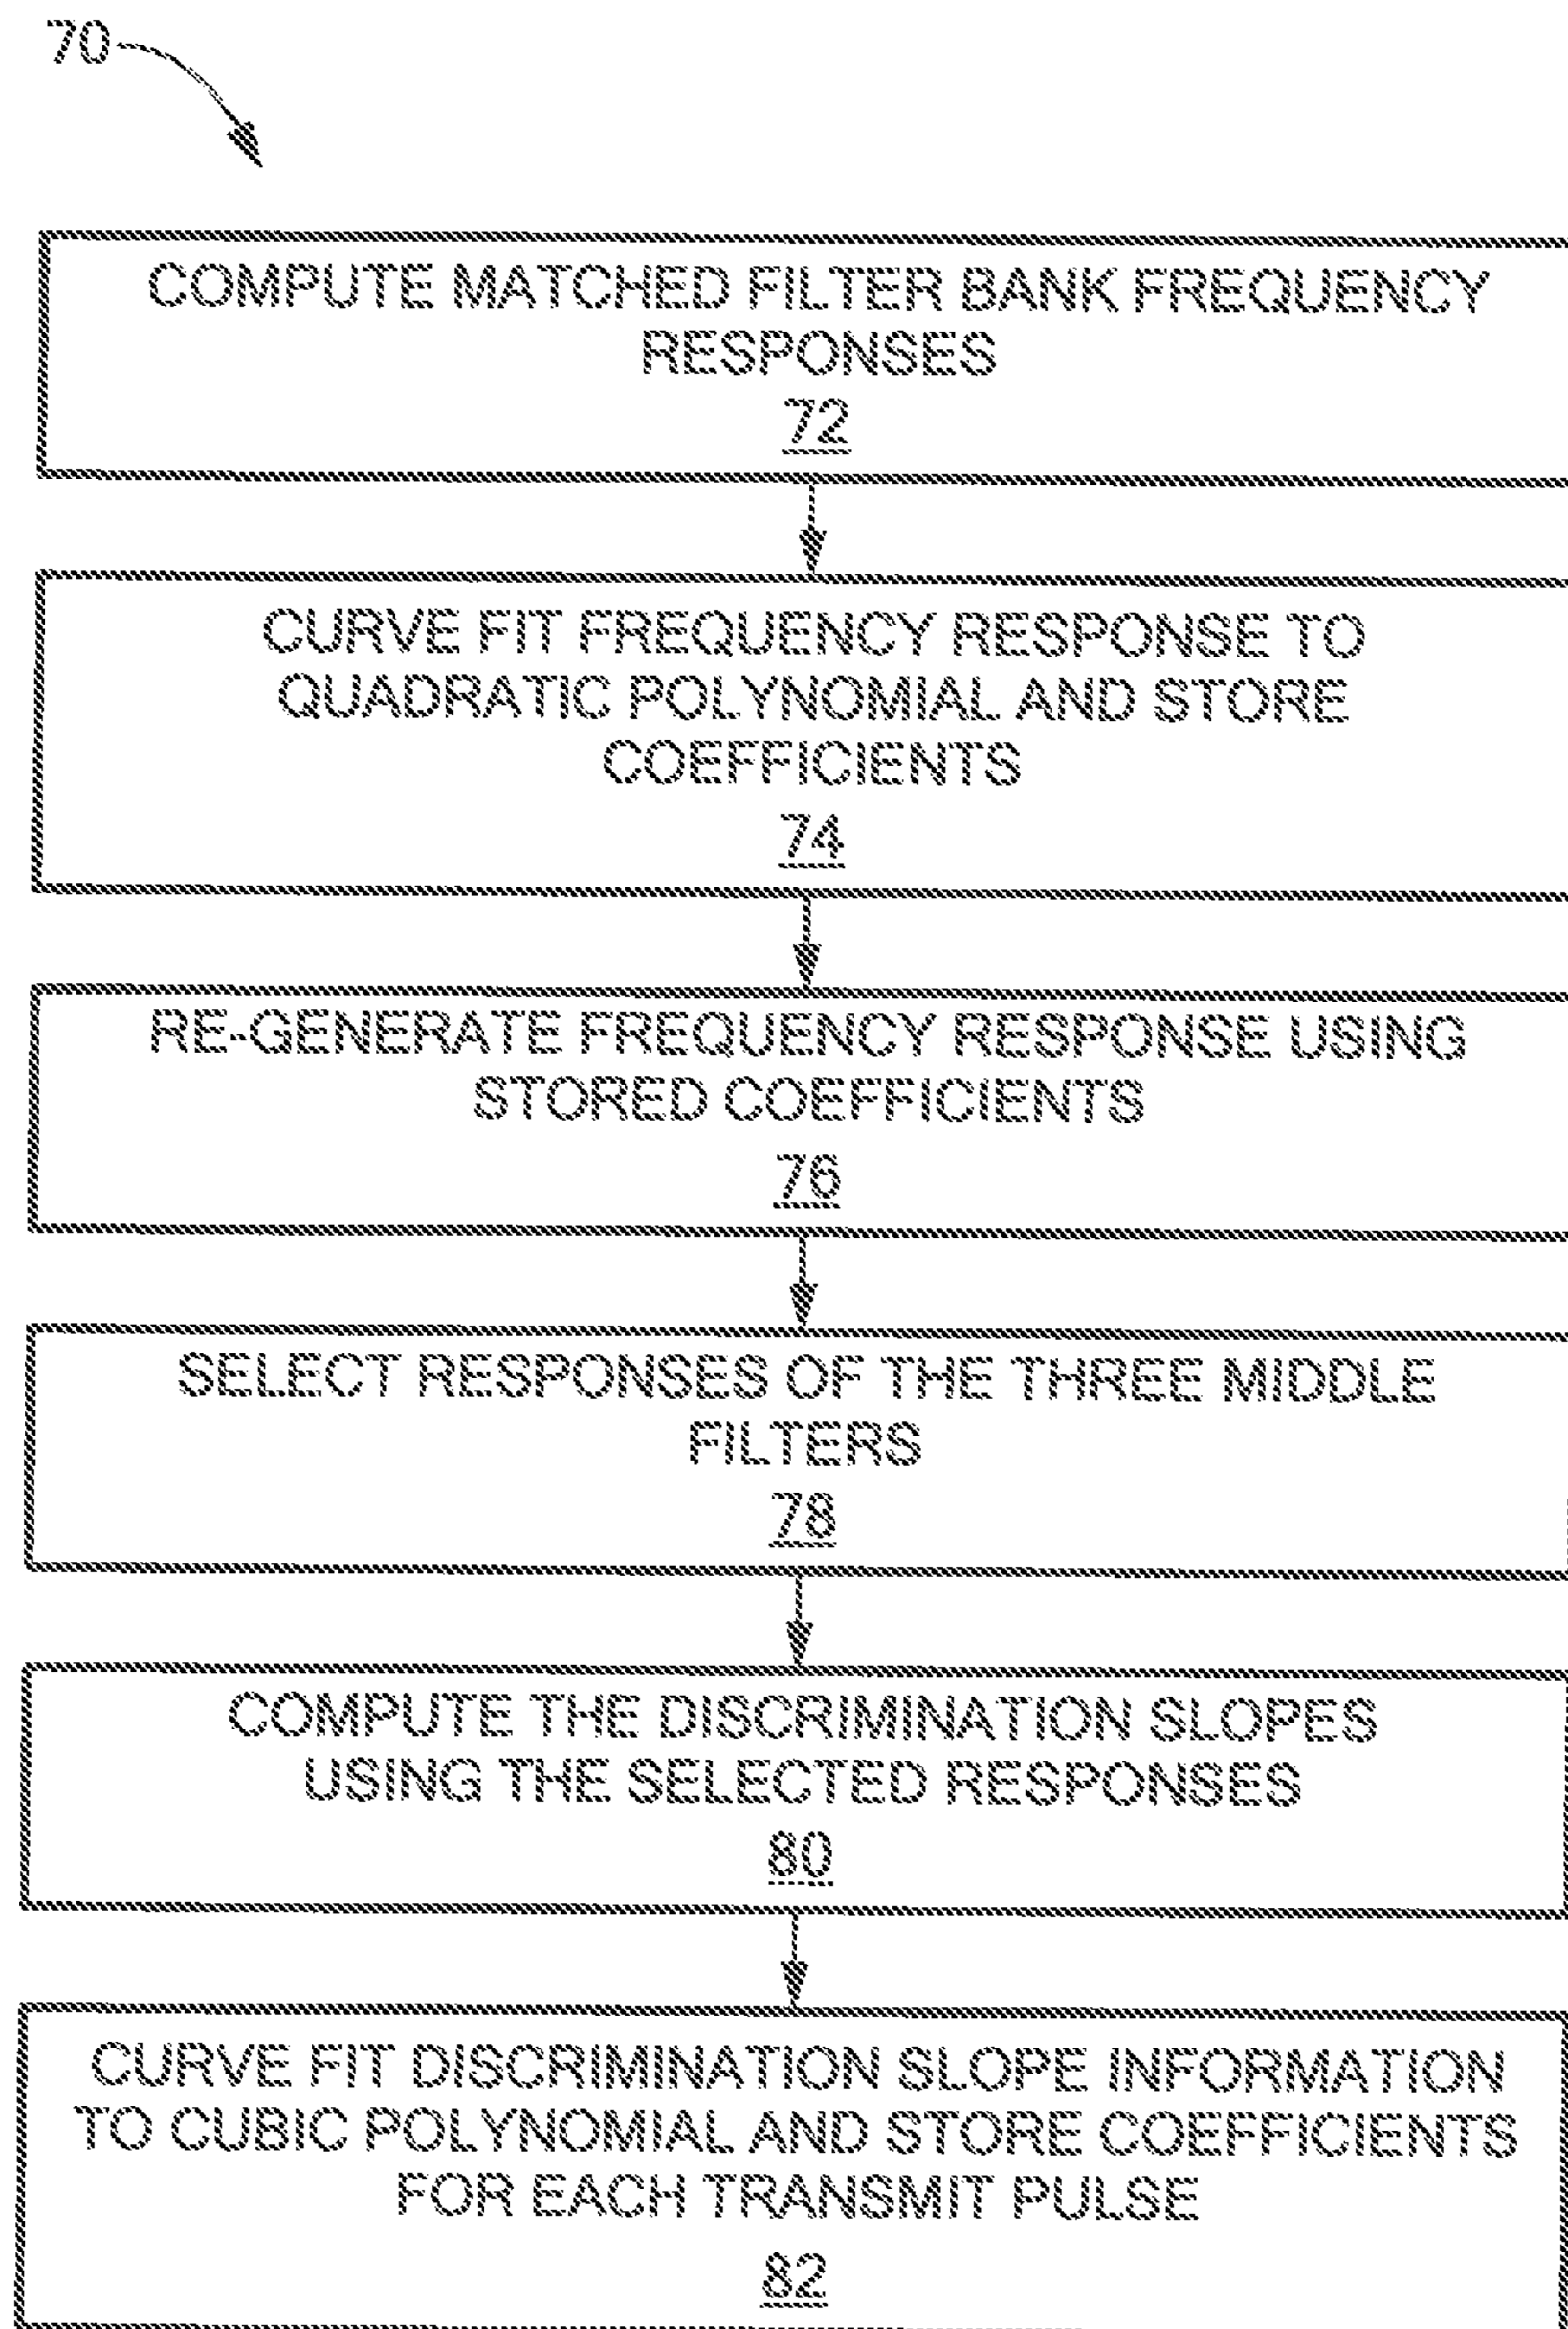 70
COMPUTE MATCHED FILTER BANK FREQUENCY
RESPONSES
72
CURVE FIT FREQUENCY RESPONSE TO
QUADRATIC POLYNOMIAL AND STORE
COEFFICIENTS
74
RE-GENERATE FREQUENCY RESPONSE USING
STORED COEFFICIENTS
76
SELECT RESPONSES OF THE THREE MIDDLE
FILTERS
78
COMPUTE THE DISCRIMINATION SLOPES
USING THE SELECTED RESPONSES
80
CURVE FIT DISCRIMINATION SLOPE INFORMATION
TO CUBIC POLYNOMIAL AND STORE COEFFICIENTS
FOR EACH TRANSMIT PULSE
82